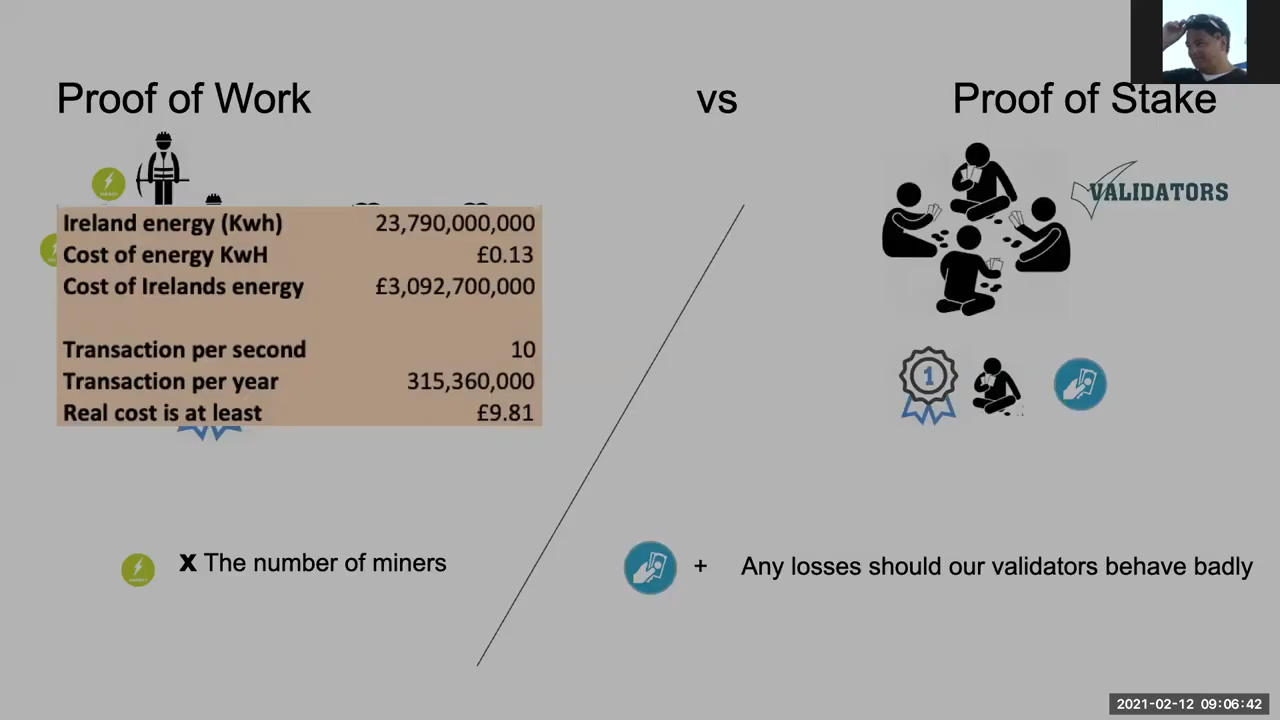 Proof of Work
vs
Proof of Stake
VALIDATORS
Ireland energy (Kwh) 23,790,000,000
Cost of energy KwH £0.13
Cost of Irelands energy £3,092,700,000
Transaction per second 10
Transaction per year 315,360,000
Real cost is at least £9.81
1
X The number of miners
+ Any losses should our validators behave badly
2021-02-12 09:06:42